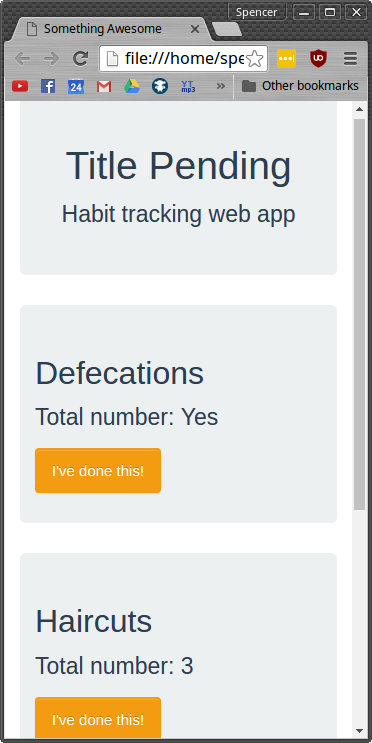 Spencer
Something Awesome
file:///home/spe
24
YT
mp3
»
Other bookmarks
Title Pending
Habit tracking web app
Defecations
Total number: Yes
I've done this!
Haircuts
Total number: 3
I've done this!